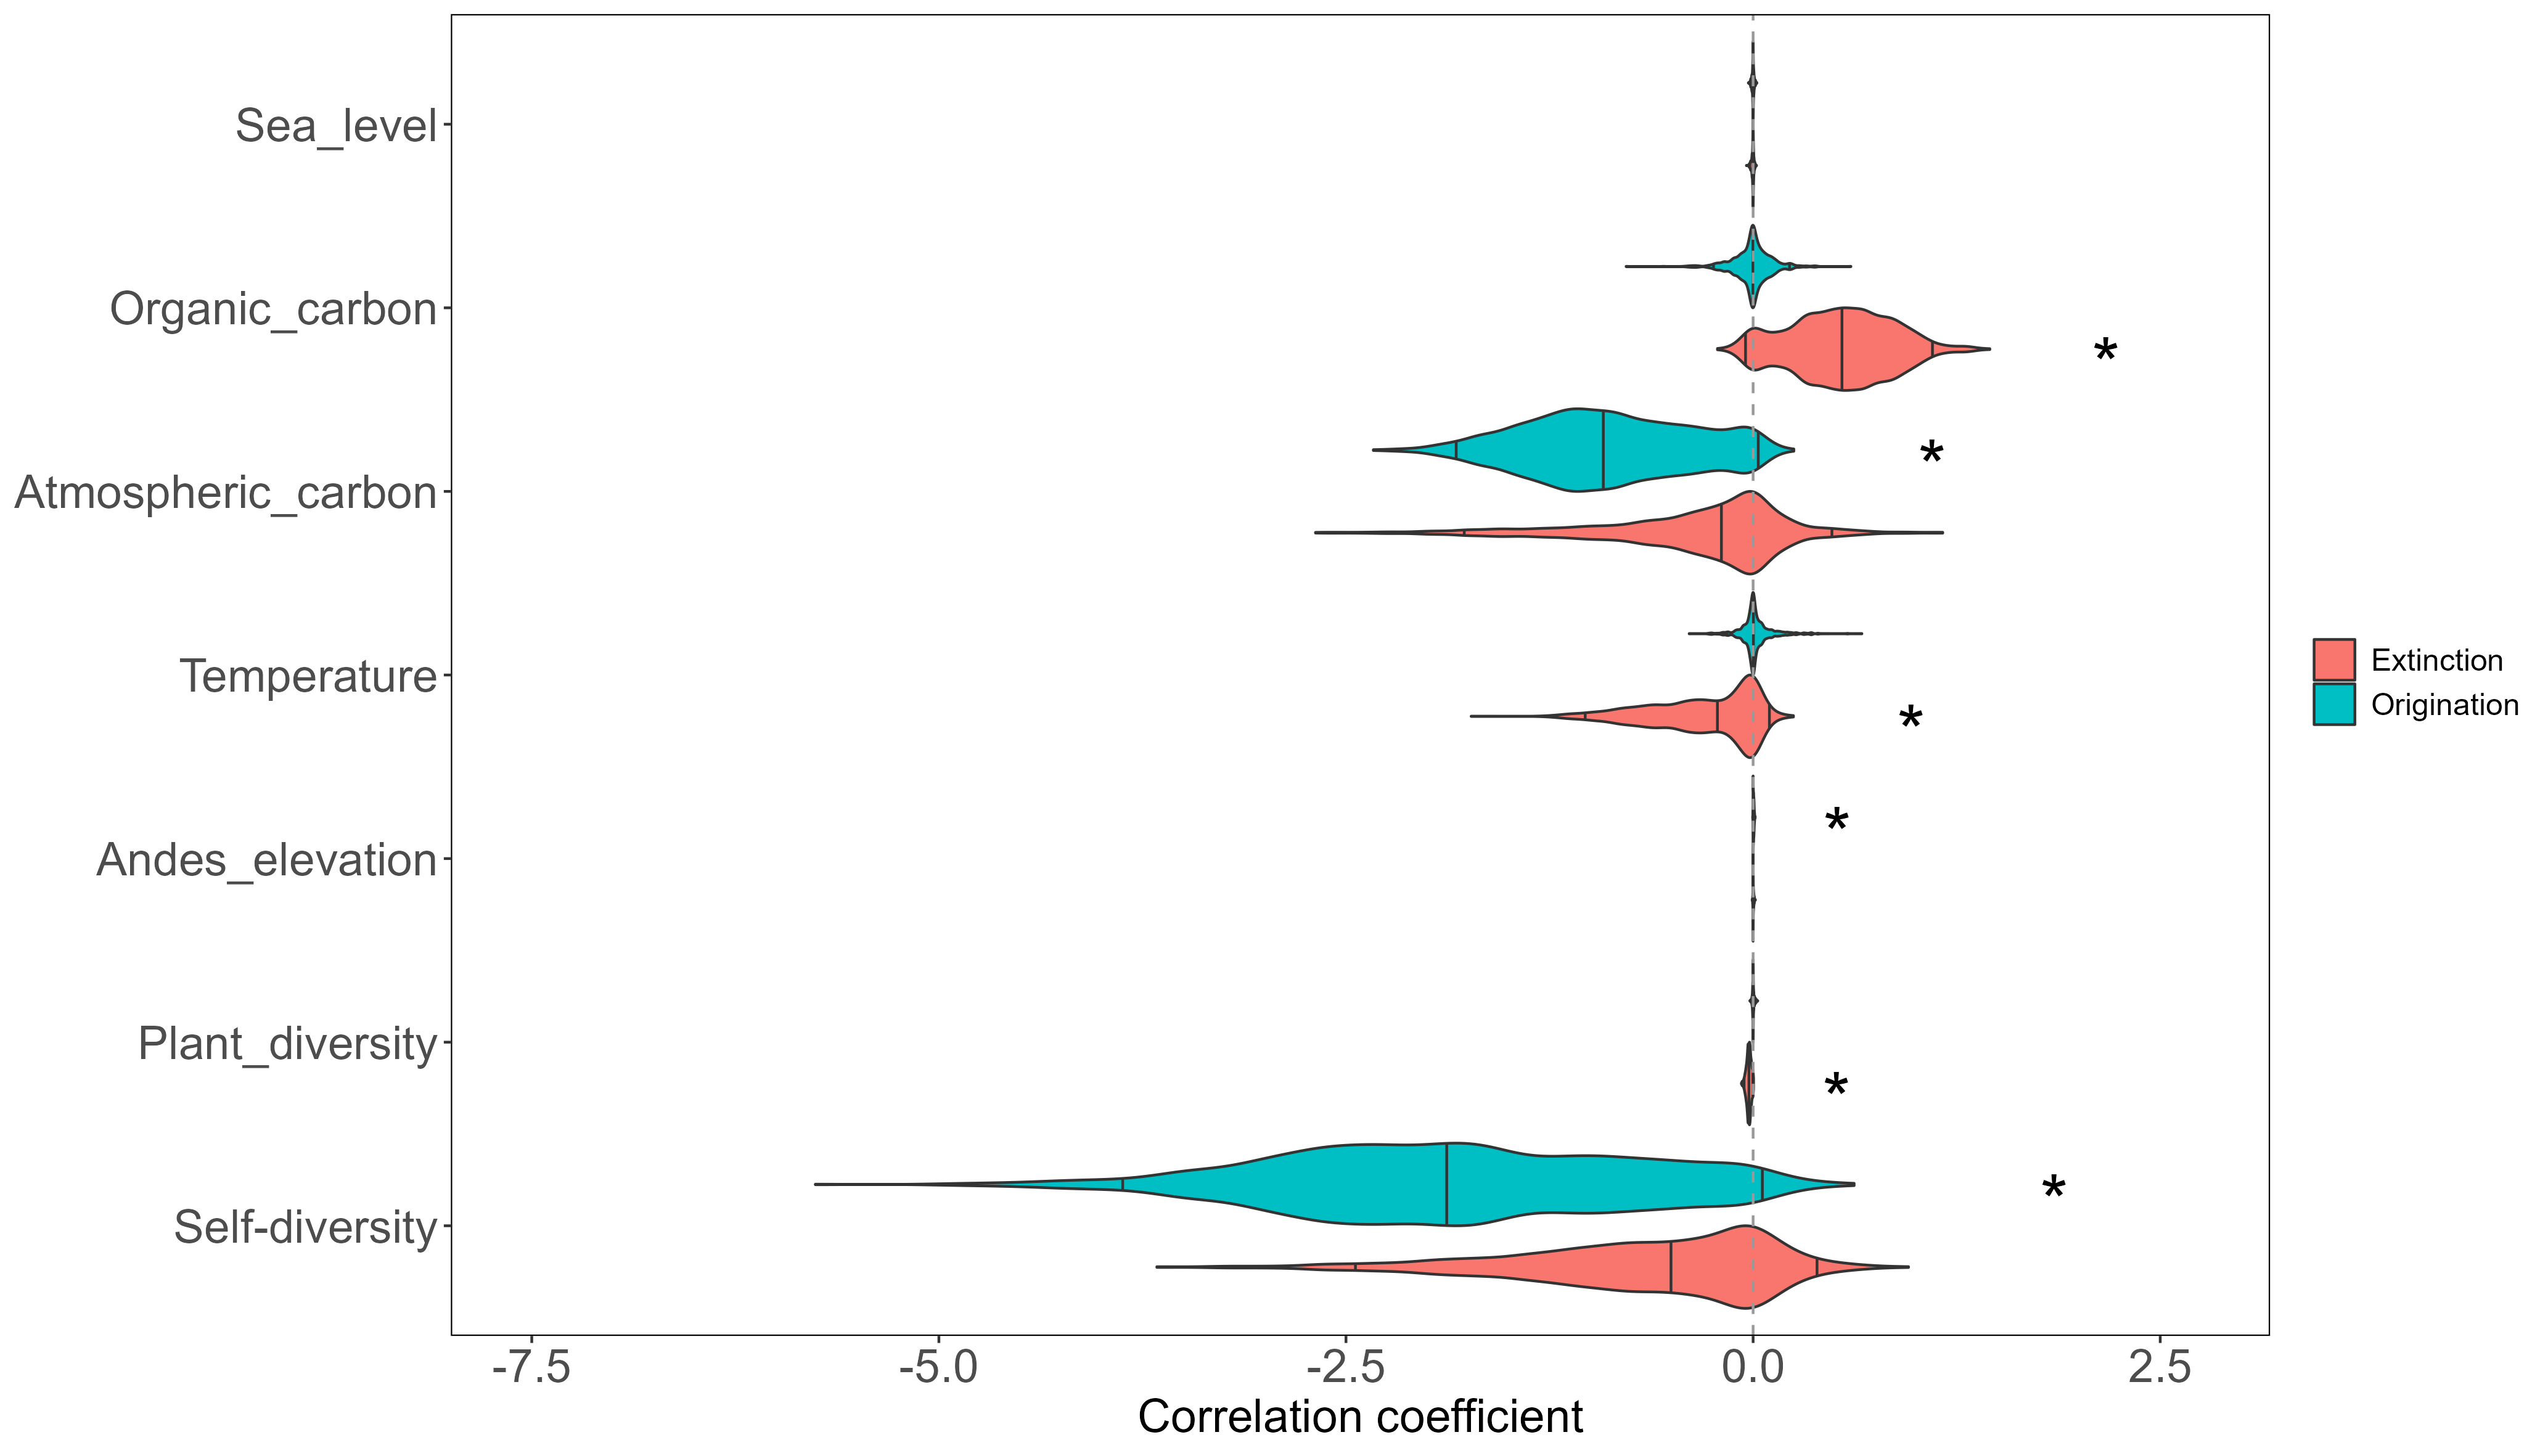 Sea_level
Organic_carbon
*
Atmospheric_carbon
*
Temperature
*
Andes_elevation
*
Plant_diversity
*
Self-diversity
*
-7.5 -5.0 -2.5 0.0 2.5
Correlation coefficient
Extinction
Origination